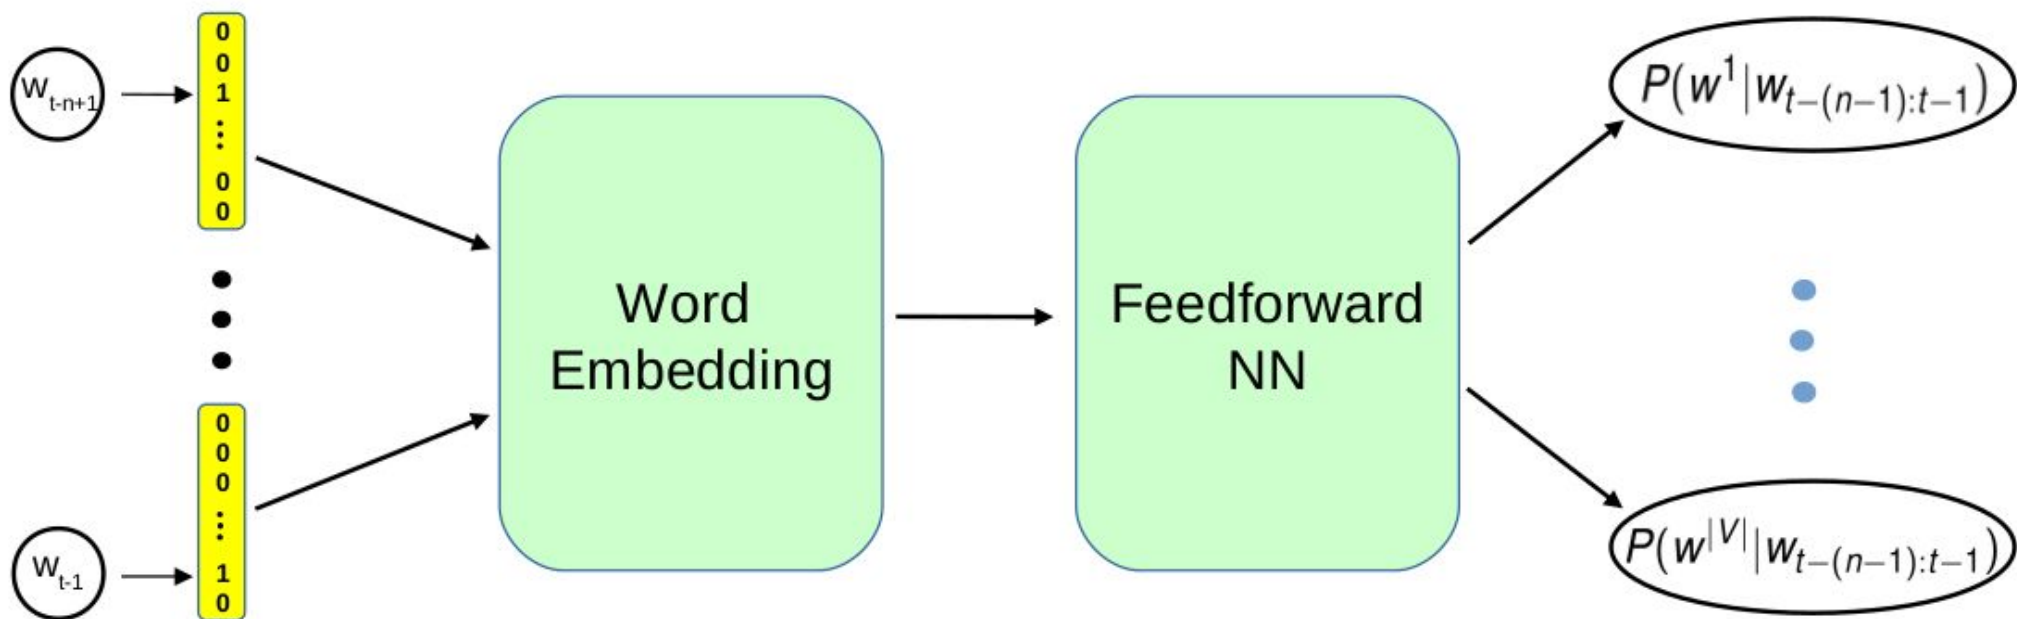 w_{t-n+1}
0
0
1
⋮
0
0
0
0
0
⋮
1
0
w_{t-1}
Word
Embedding
Feedforward
NN
P(w^1|w_{t−(n−1):t−1})
P(w^{|V|}|w_{t−(n−1):t−1})